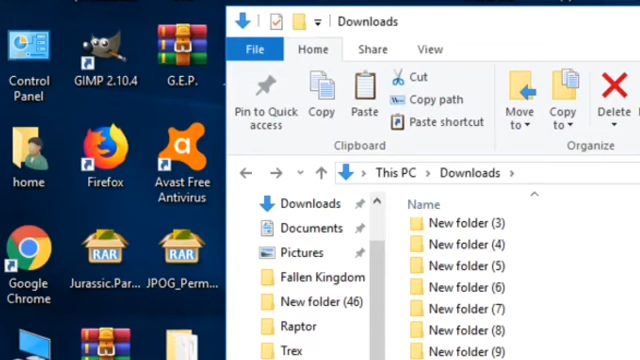 Downloads
File Home Share View
Control Panel
GIMP 2.10.4
G.E.P.
home
Firefox
Avast Free Antivirus
Google Chrome
RAR
Jurassic.Par...
RAR
JPOG_Perm...
Pin to Quick access
Copy
Paste
Cut
Copy path
Paste shortcut
Clipboard
Move to
Copy to
Delete
Organize
This PC > Downloads >
Downloads
Documents
Pictures
Fallen Kingdom
New folder (46)
Raptor
Trex
Name
New folder (3)
New folder (4)
New folder (5)
New folder (6)
New folder (7)
New folder (8)
New folder (9)